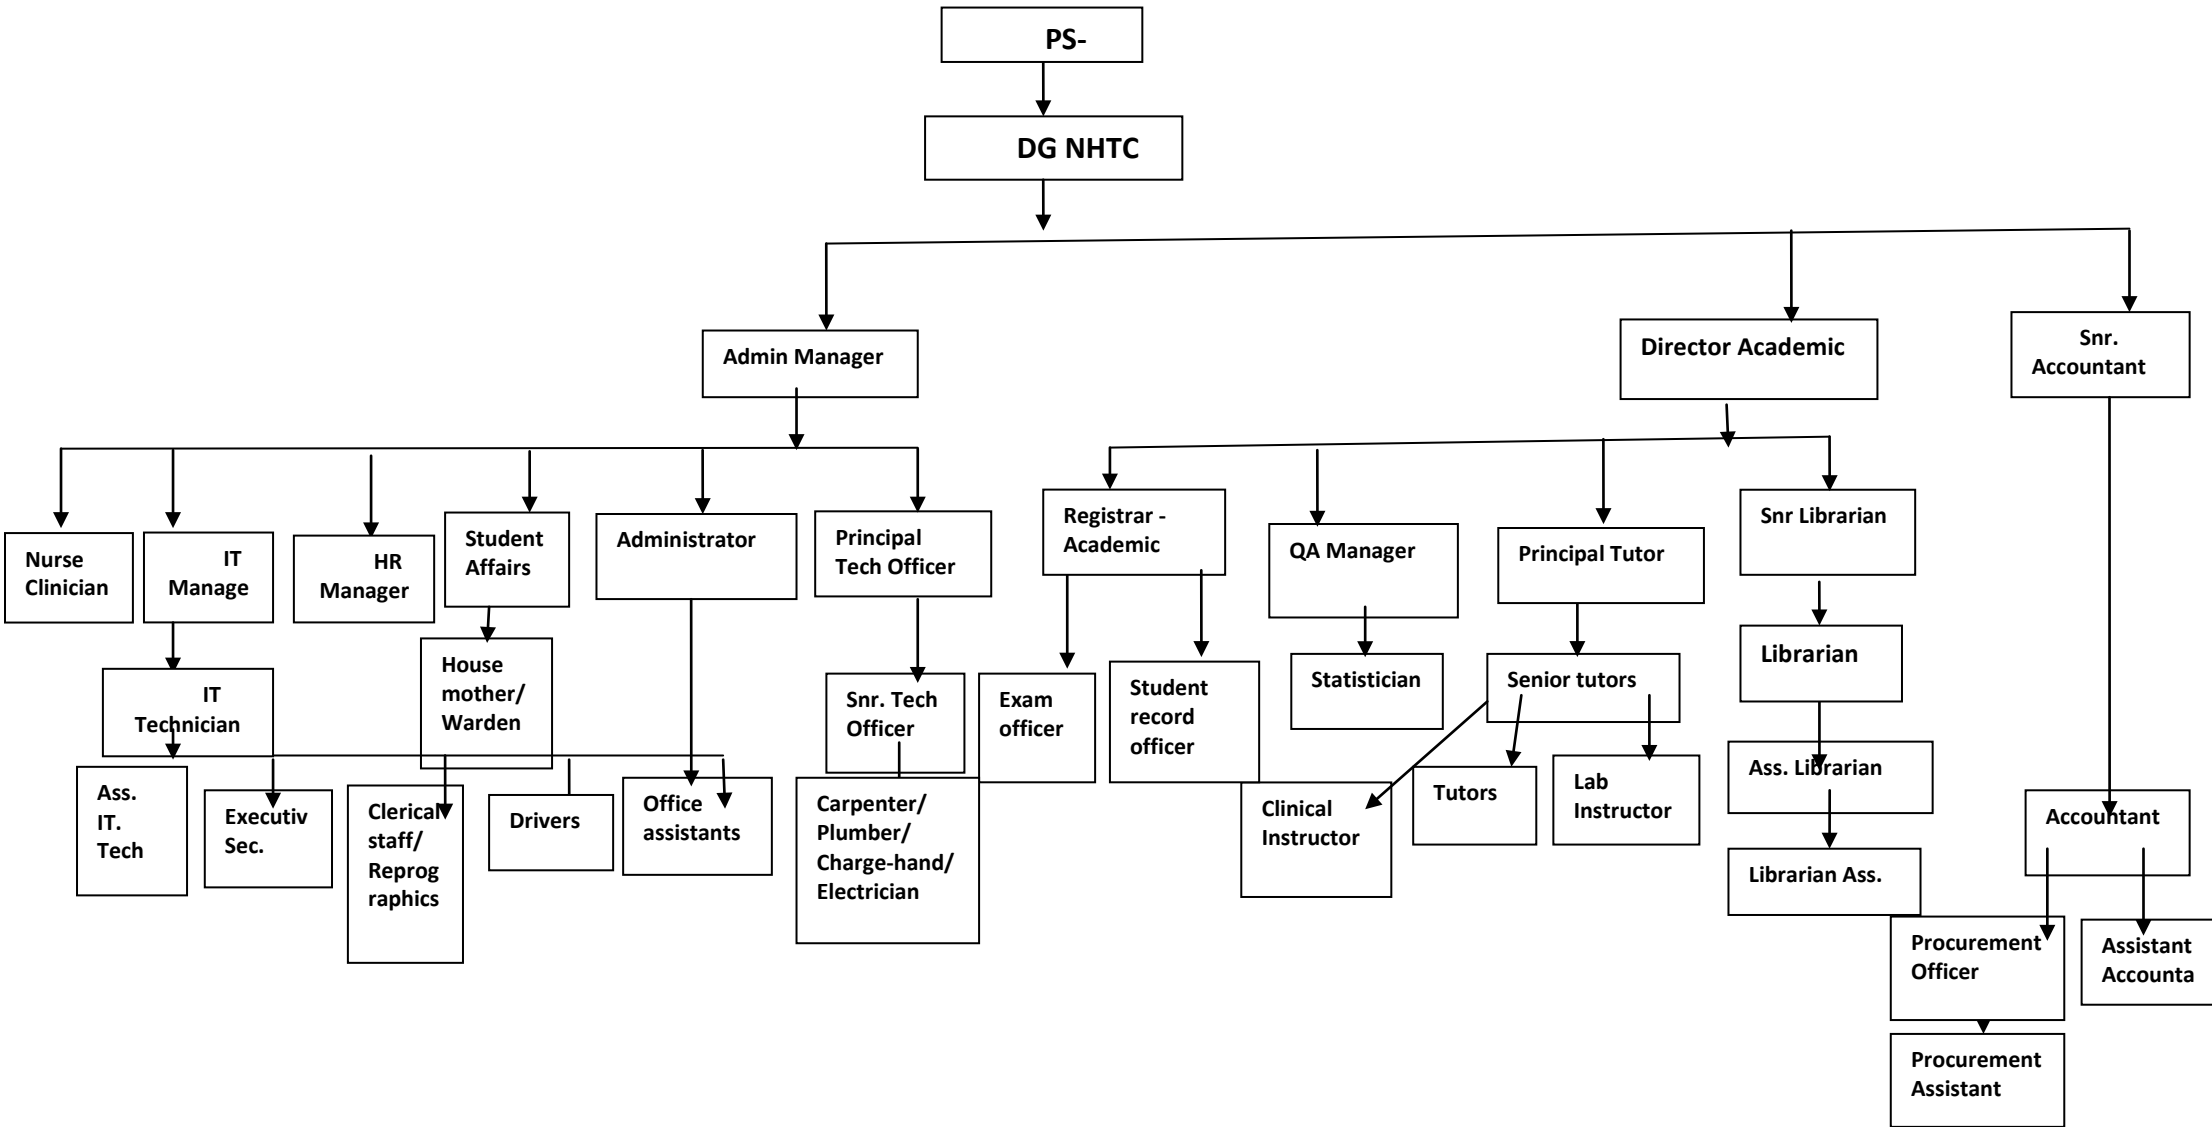 PS-
DG NHTC
Admin Manager
Director Academic
Snr.
Accountant
Nurse
Clinician
IT
Manage
HR
Manager
Student
Affairs
Administrator
Principal
Tech Officer
Registrar -
Academic
QA Manager
Principal Tutor
Snr Librarian
IT
Technician
House
mother/
Warden
Snr. Tech
Officer
Exam
officer
Student
record
officer
Statistician
Senior tutors
Librarian
Ass.
IT.
Tech
Executiv
Sec.
Clerical
staff/
Reprog
raphics
Drivers
Office
assistants
Carpenter/
Plumber/
Charge-hand/
Electrician
Clinical
Instructor
Tutors
Lab
Instructor
Ass. Librarian
Librarian Ass.
Accountant
Procurement
Officer
Assistant
Accounta
Procurement
Assistant